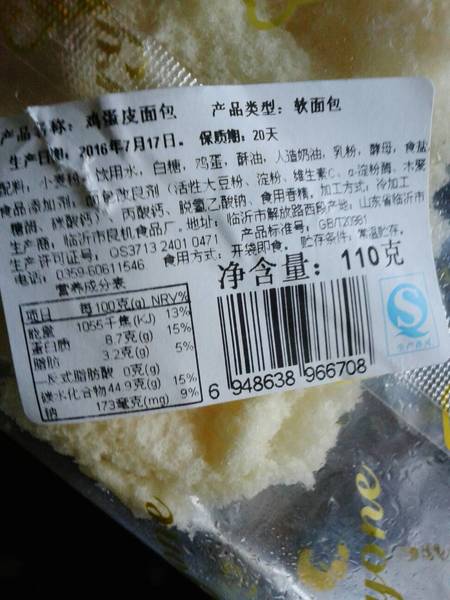 产品名称：鸡蛋皮面包 产品类型：软面包
生产日期：2016年7月17日。 保质期：20天
配料，小麦粉，饮用水，白糖，鸡蛋，酥油，人造奶油，乳粉，酵母，食盐
食品添加剂，面包改良剂（活性大豆粉、淀粉、维生素C、α-淀粉酶、木聚
糖酶、碳酸钙），丙酸钙、脱氢乙酸钠，食用香精，加工方式：冷加工
生产商：临沂市良机食品厂。地址：临沂市解放路西段产地，山东省临沂市
生产许可证号：QS3713 2401 0471 产品标准号：GB/T20981
电话：0359-60611546 食用方式：开袋即食，贮存条件：常温贮存。
营养成分表 净含量：110克
项目 每100克(g) NRV%
能量 1055千焦(KJ) 13%
蛋白质 8.7克(g) 15%
脂肪 3.2克(g) 5%
—反式脂肪酸 0克(g)
碳水化合物 44.9克(g) 15%
钠 173毫克(mg) 9%
6 948638 966708
生产许可
yone